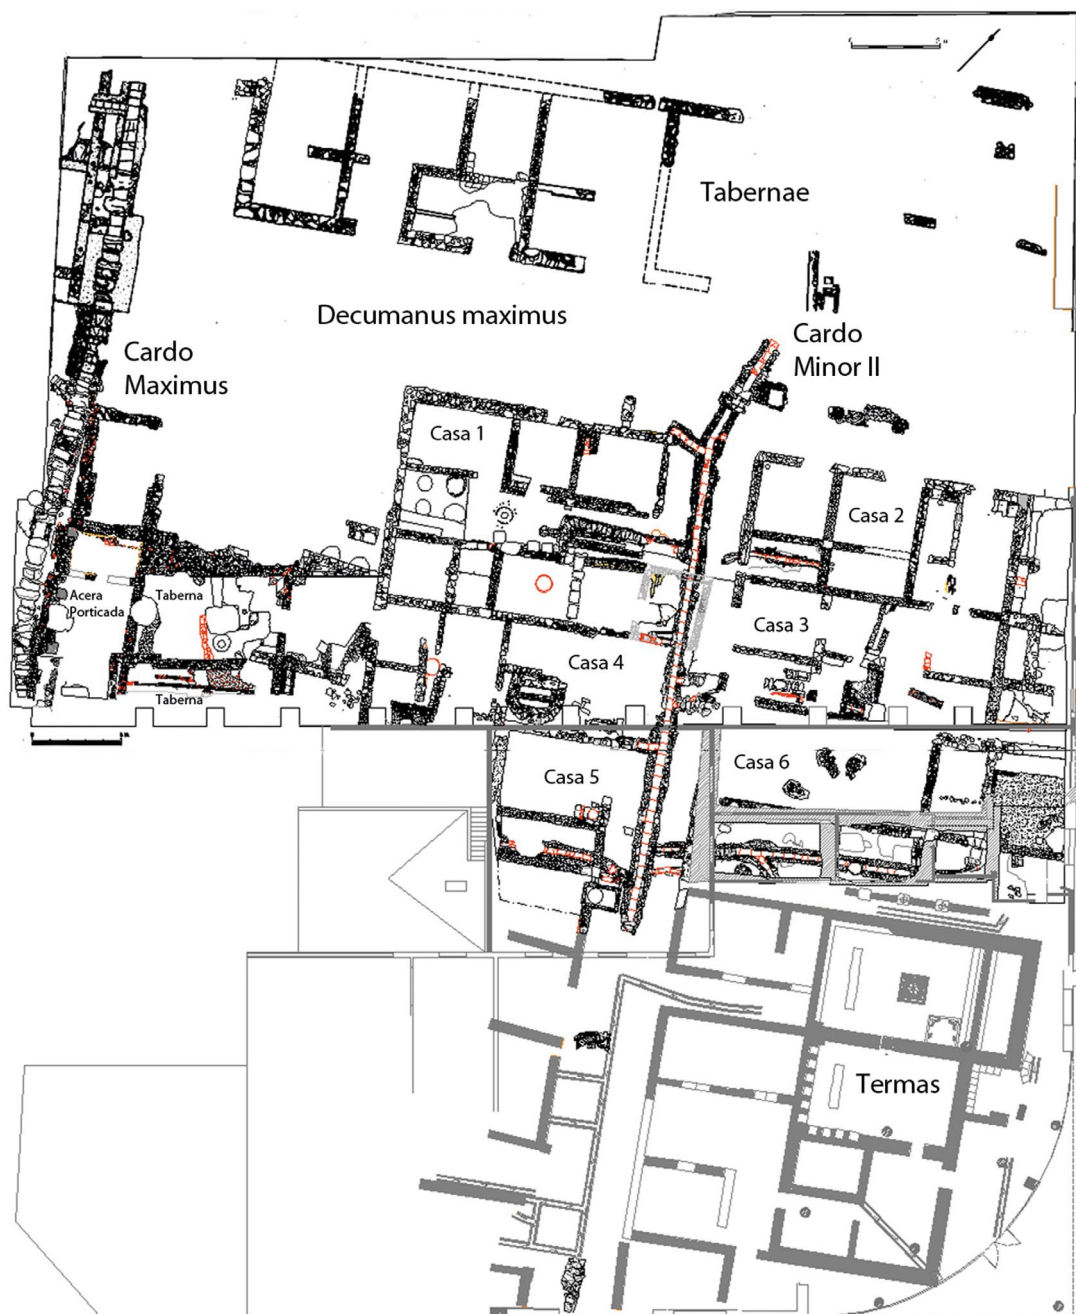 Tabernae
Decumanus maximus
Cardo
Maximus
Cardo
Minor II
Casa 1
Casa 2
Acera
Porticada
Taberna
Casa 3
Casa 4
Taberna
Casa 5
Casa 6
Termas